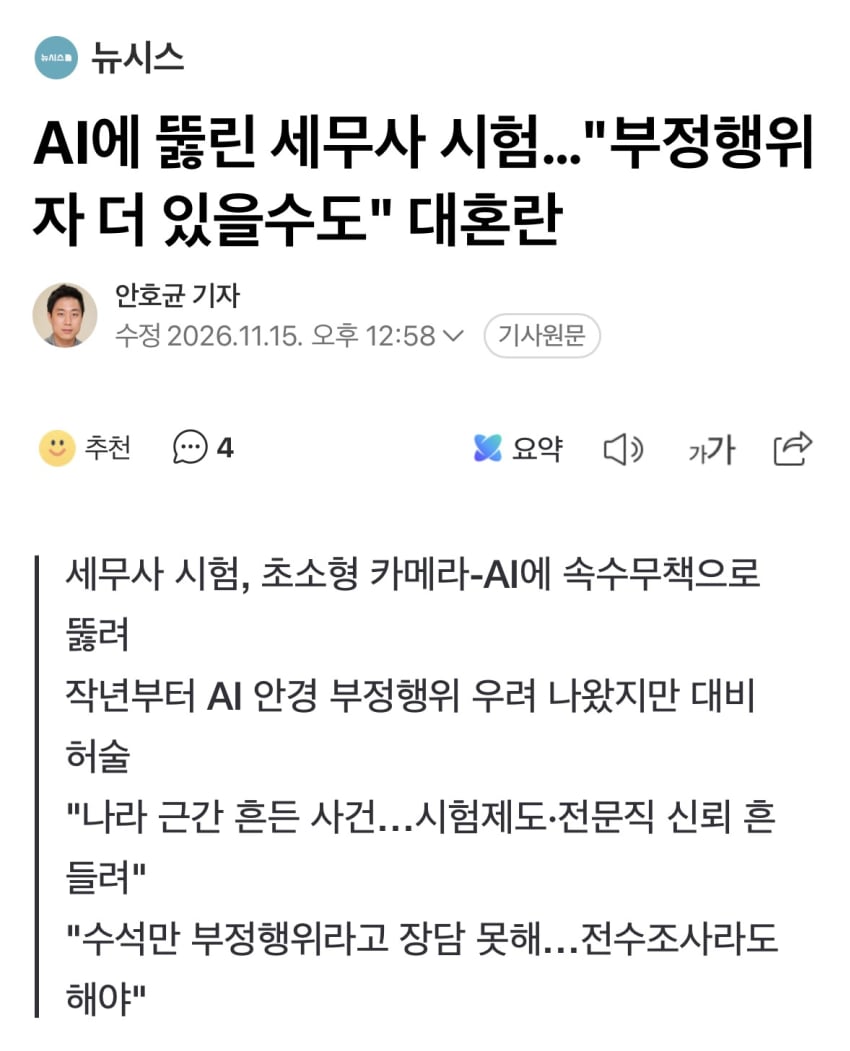 뉴시스
AI에 뚫린 세무사 시험…"부정행위
자 더 있을수도" 대혼란
안호균 기자
수정 2026.11.15. 오후 12:58
기사원문
추천
4
요약
가가
세무사 시험, 초소형 카메라-AI에 속수무책으로
뚫려
작년부터 AI 안경 부정행위 우려 나왔지만 대비
허술
"나라 근간 흔든 사건…시험제도·전문직 신뢰 흔
들려"
"수석만 부정행위라고 장담 못해…전수조사라도
해야"